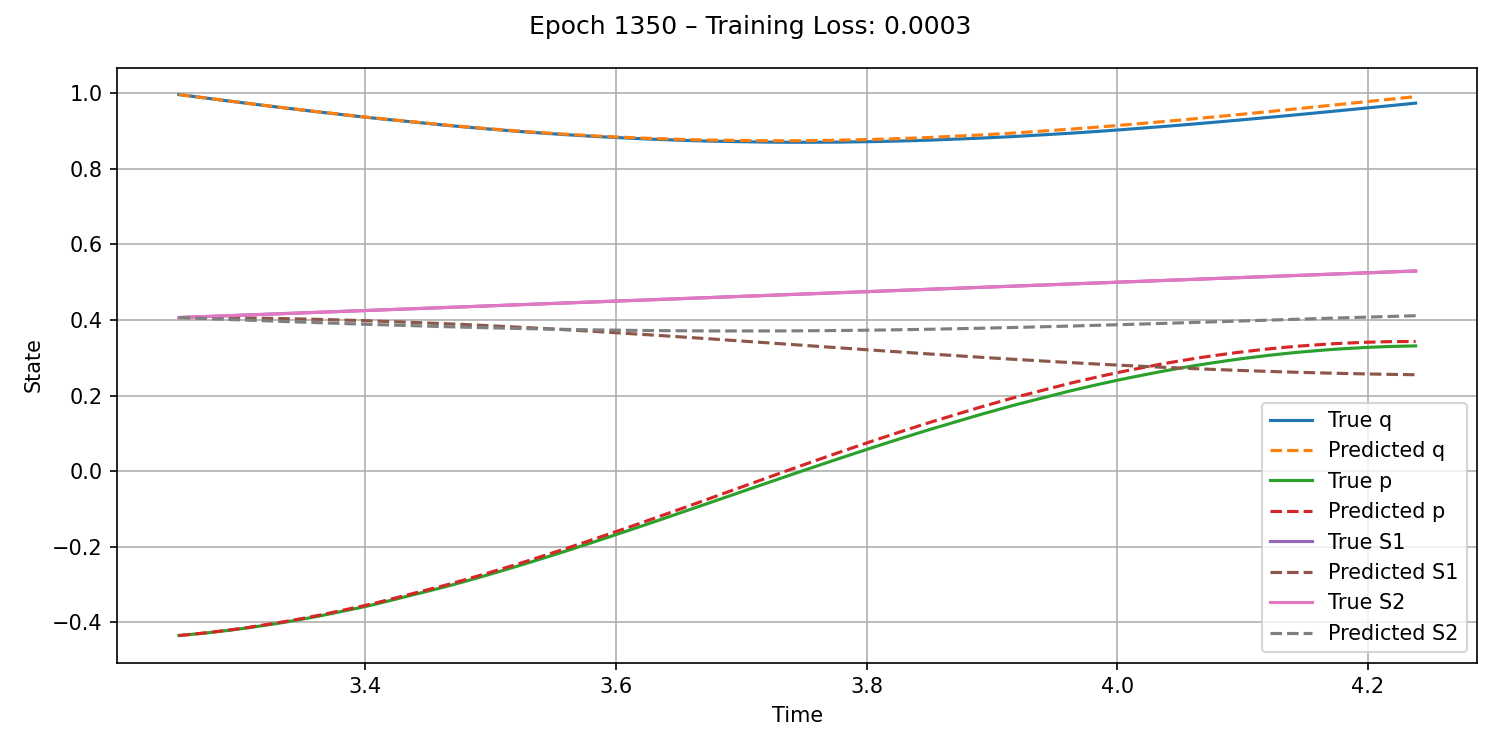 Epoch 1350 – Training Loss: 0.0003
1.0
0.8
0.6
0.4
0.2
0.0
−0.2
−0.4
State
3.4
3.6
3.8
4.0
4.2
Time
True q
Predicted q
True p
Predicted p
True S1
Predicted S1
True S2
Predicted S2